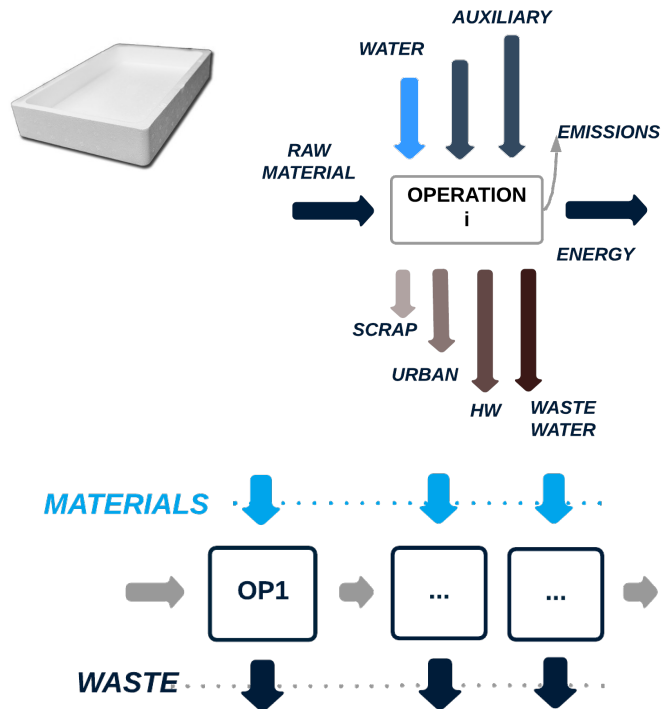 AUXILIARY
WATER
EMISSIONS
RAW
MATERIAL
OPERATION
i
ENERGY
SCRAP
URBAN
HW
WASTE
WATER
MATERIALS
OP1
...
...
WASTE